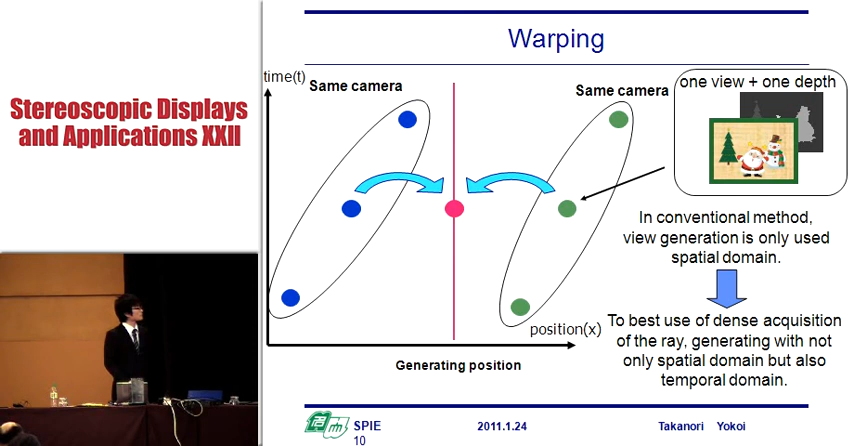 Stereoscopic Displays
and Applications XXII
Warping
time(t)
Same camera
Same camera
one view + one depth
In conventional method,
view generation is only used
spatial domain.
position(x)
Generating position
To best use of dense acquisition
of the ray, generating with not
only spatial domain but also
temporal domain.
SPIE
10
2011.1.24
Takanori Yokoi